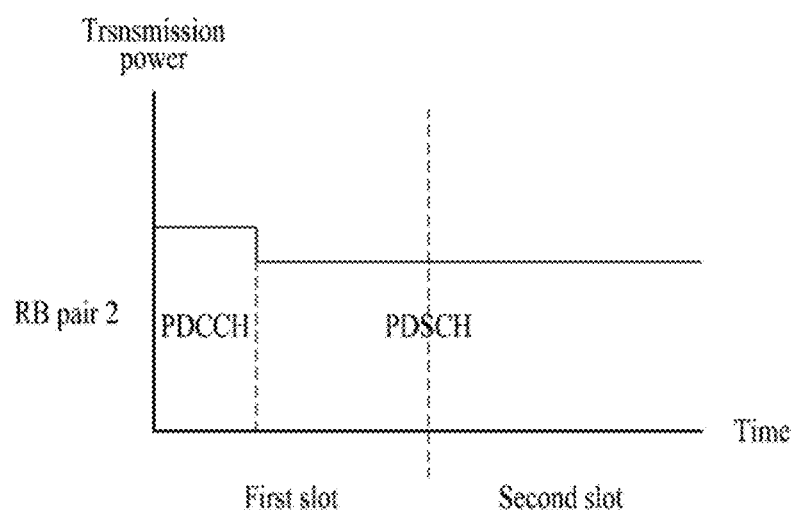 Trsnsmission
power
RB pair 2
PDCCH
PDSCH
Time
First slot
Second slot